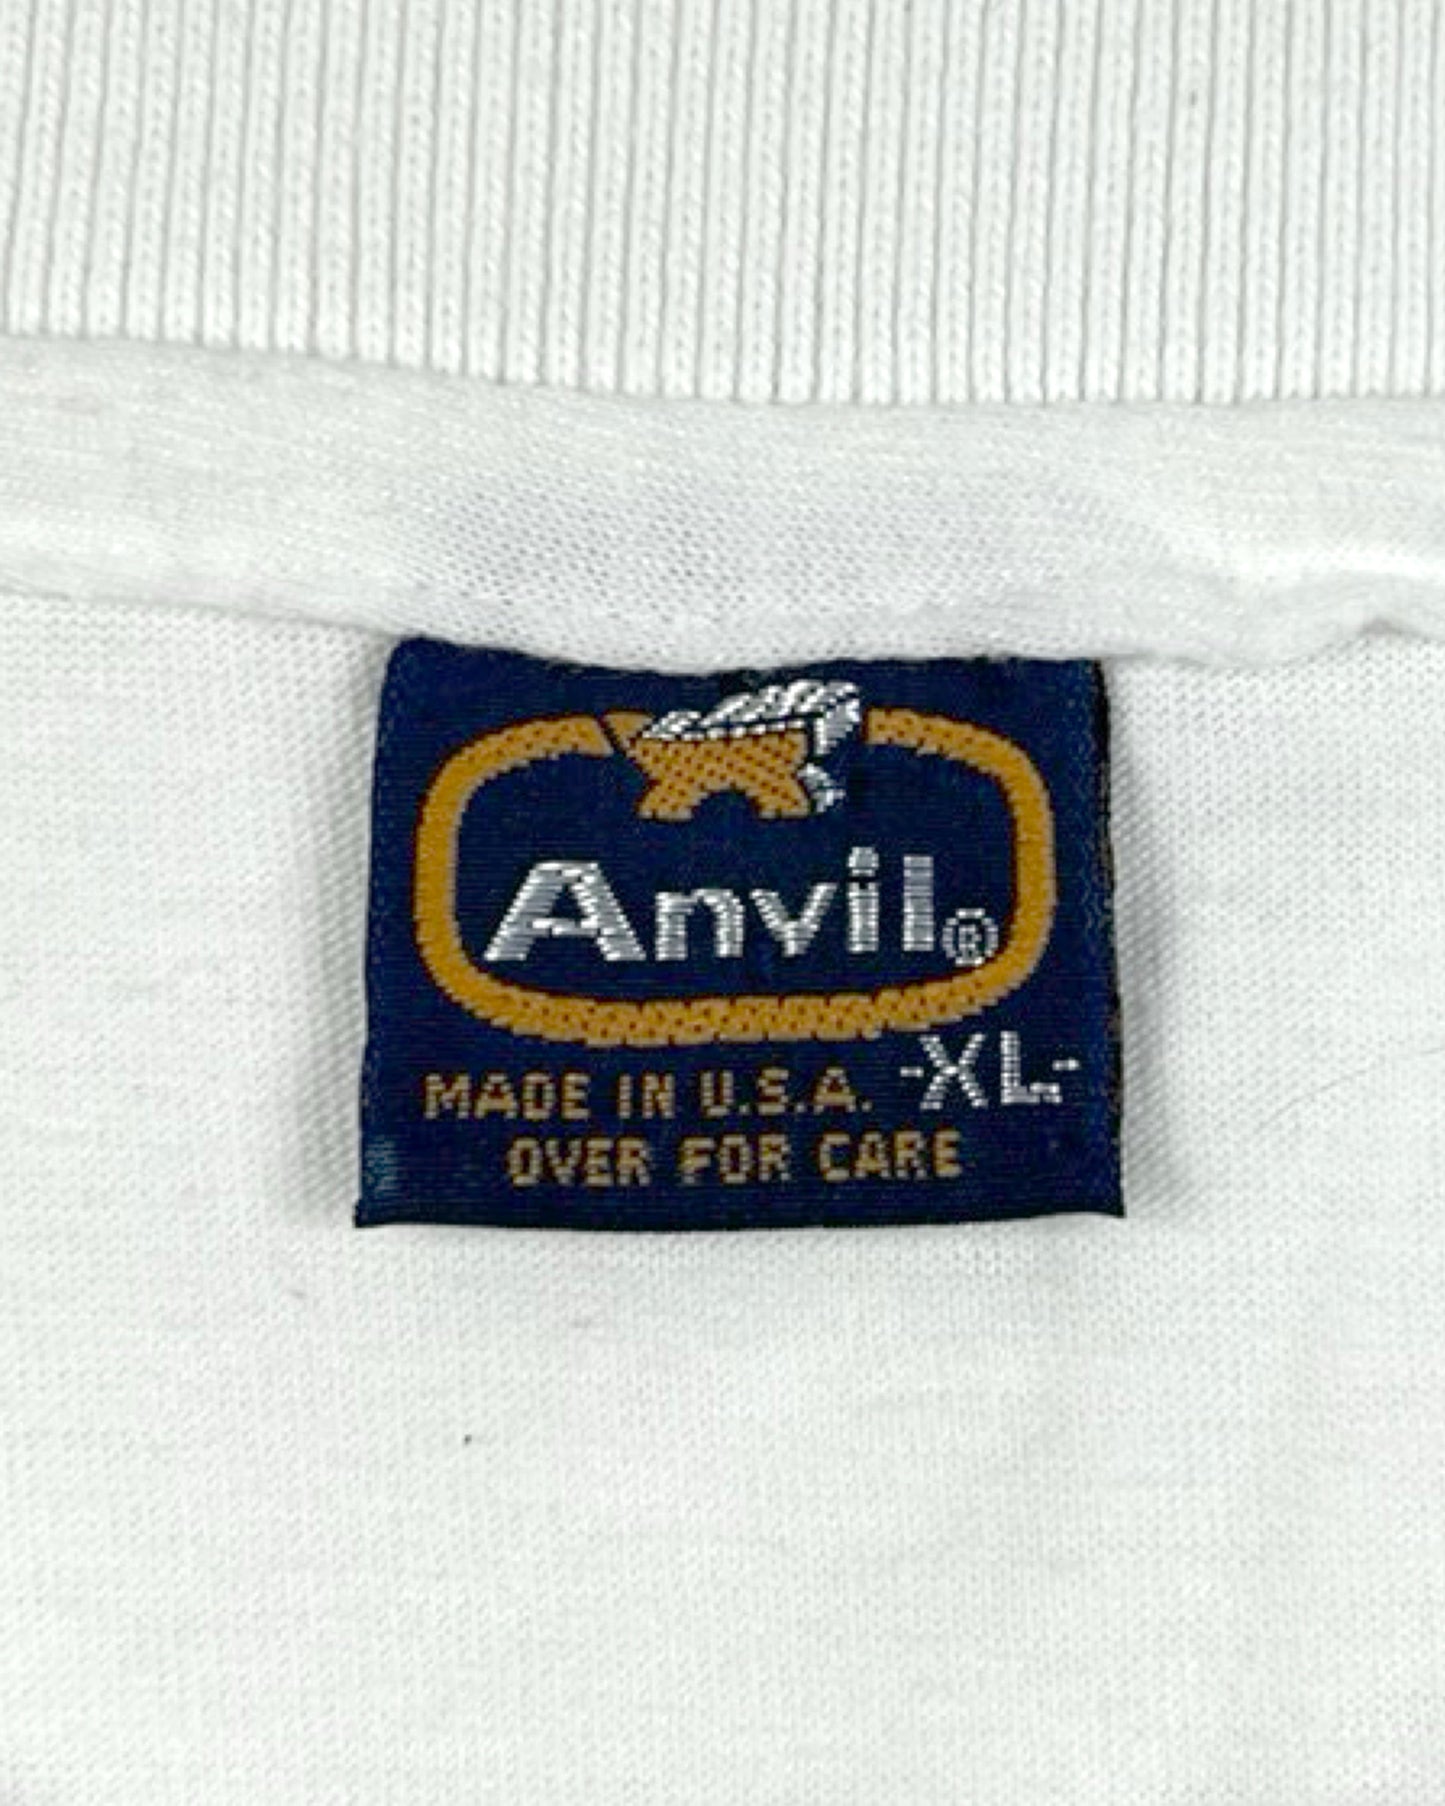 Anvil®
-XL-
MADE IN U.S.A.
OVER FOR CARE